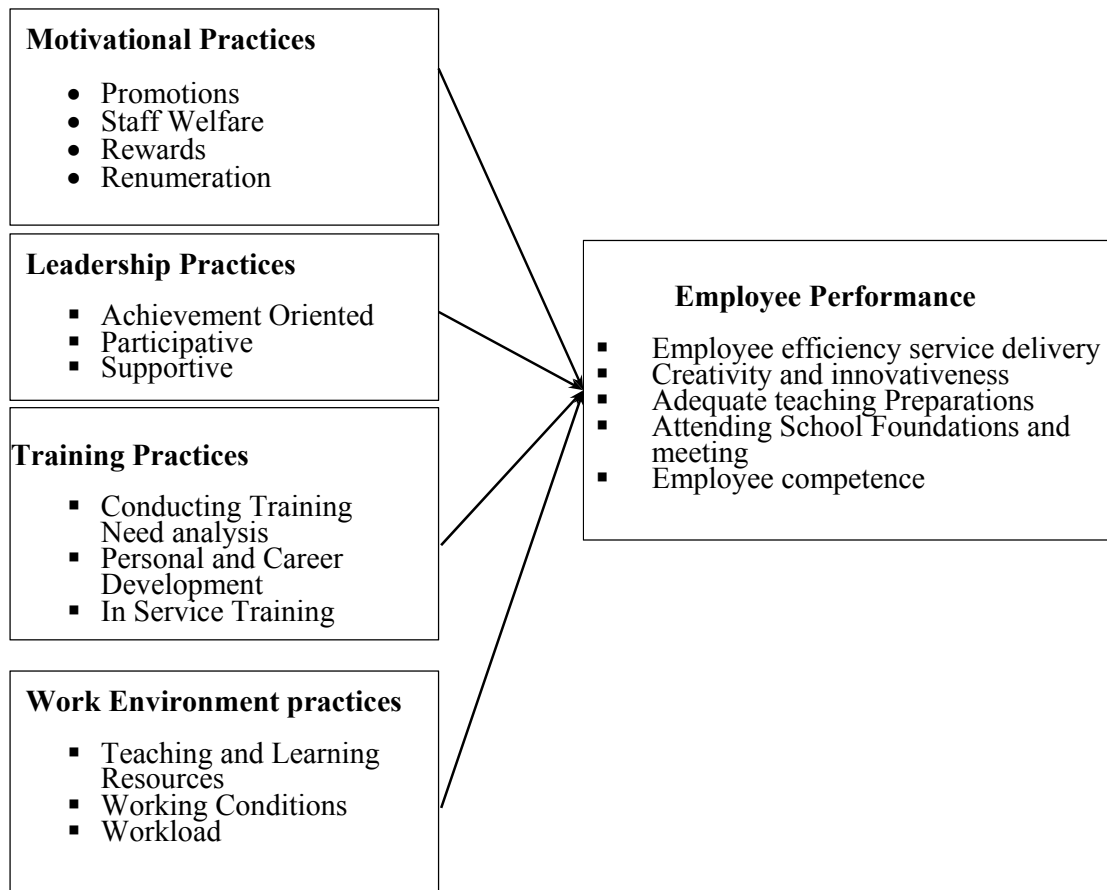 Motivational Practices
• Promotions
• Staff Welfare
• Rewards
• Renumeration
Leadership Practices
▪ Achievement Oriented
▪ Participative
▪ Supportive
Training Practices
▪ Conducting Training
Need analysis
▪ Personal and Career
Development
▪ In Service Training
Work Environment practices
▪ Teaching and Learning
Resources
▪ Working Conditions
▪ Workload
Employee Performance
▪ Employee efficiency service delivery
▪ Creativity and innovativeness
▪ Adequate teaching Preparations
▪ Attending School Foundations and
meeting
▪ Employee competence